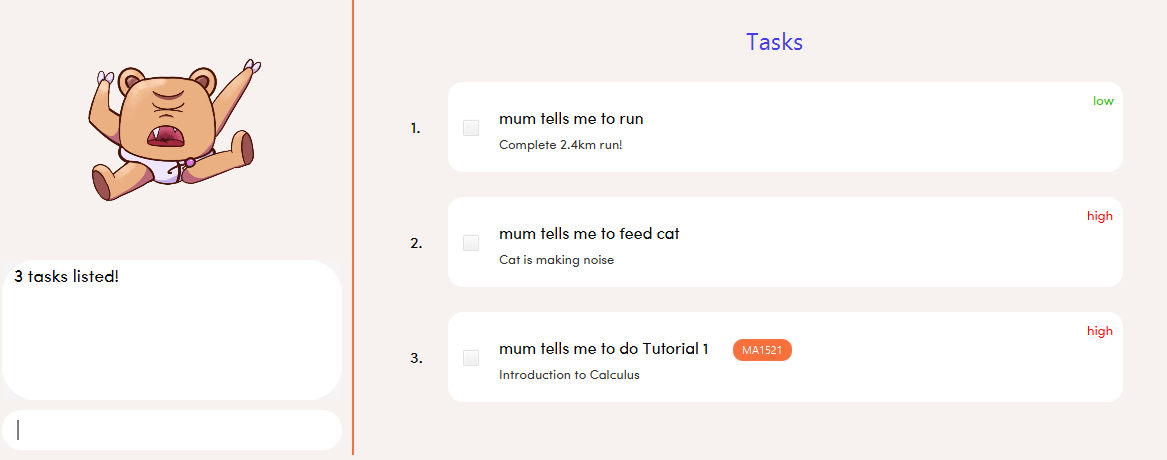 3 tasks listed!
Tasks
1.
mum tells me to run
low
Complete 2.4km run!
2.
mum tells me to feed cat
high
Cat is making noise
3.
mum tells me to do Tutorial 1 MA1521
high
Introduction to Calculus